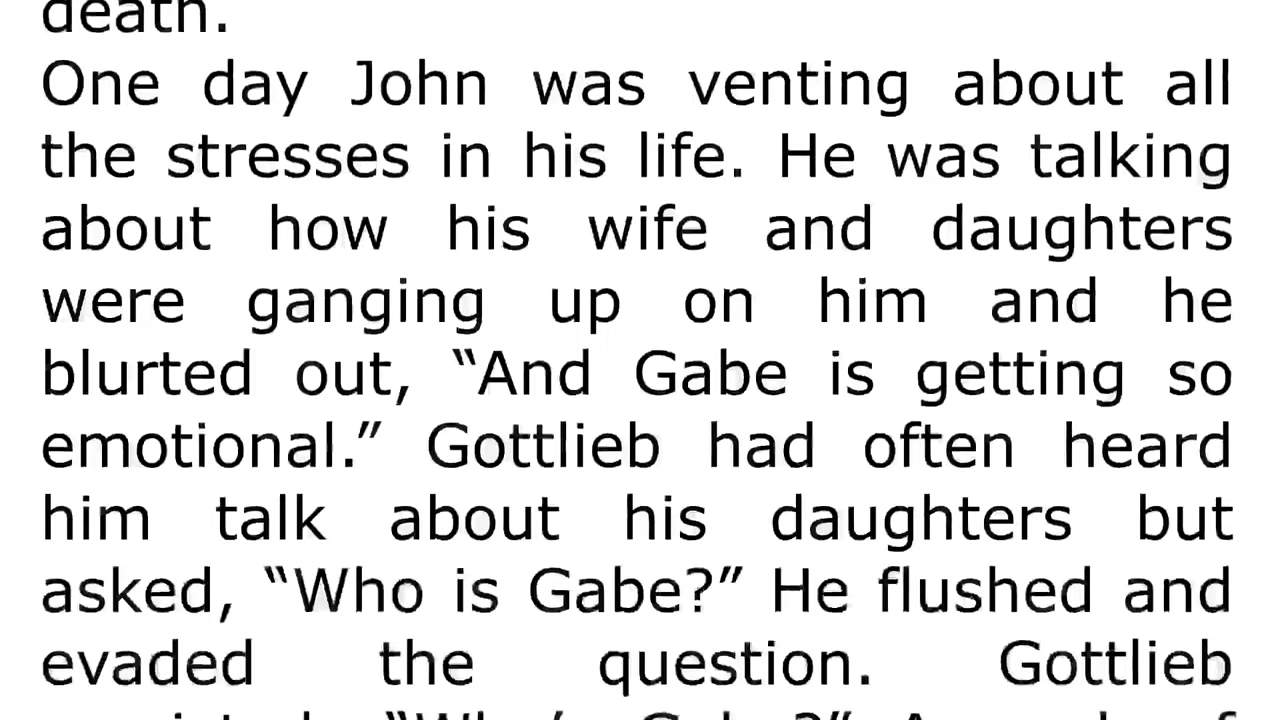 death.
One day John was venting about all
the stresses in his life. He was talking
about how his wife and daughters
were ganging up on him and he
blurted out, “And Gabe is getting so
emotional.” Gottlieb had often heard
him talk about his daughters but
asked, “Who is Gabe?” He flushed and
evaded the question. Gottlieb